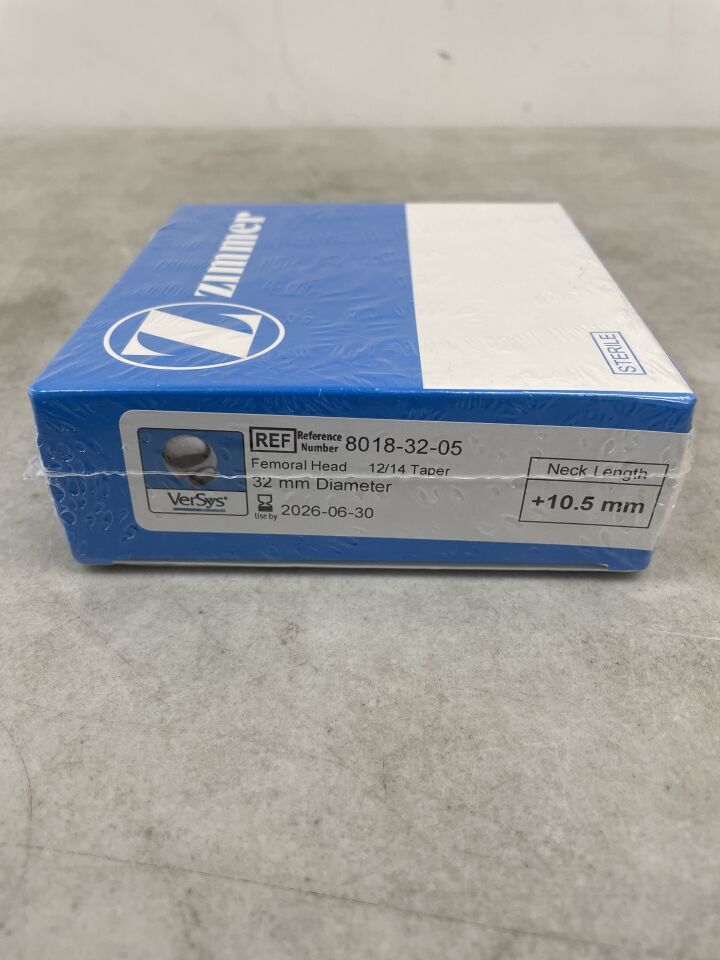 zimmer
Z
STERILE
REF Reference Number 8018-32-05
Femoral Head 12/14 Taper
32 mm Diameter
Use by 2026-06-30
VerSys®
Neck Length
+10.5 mm